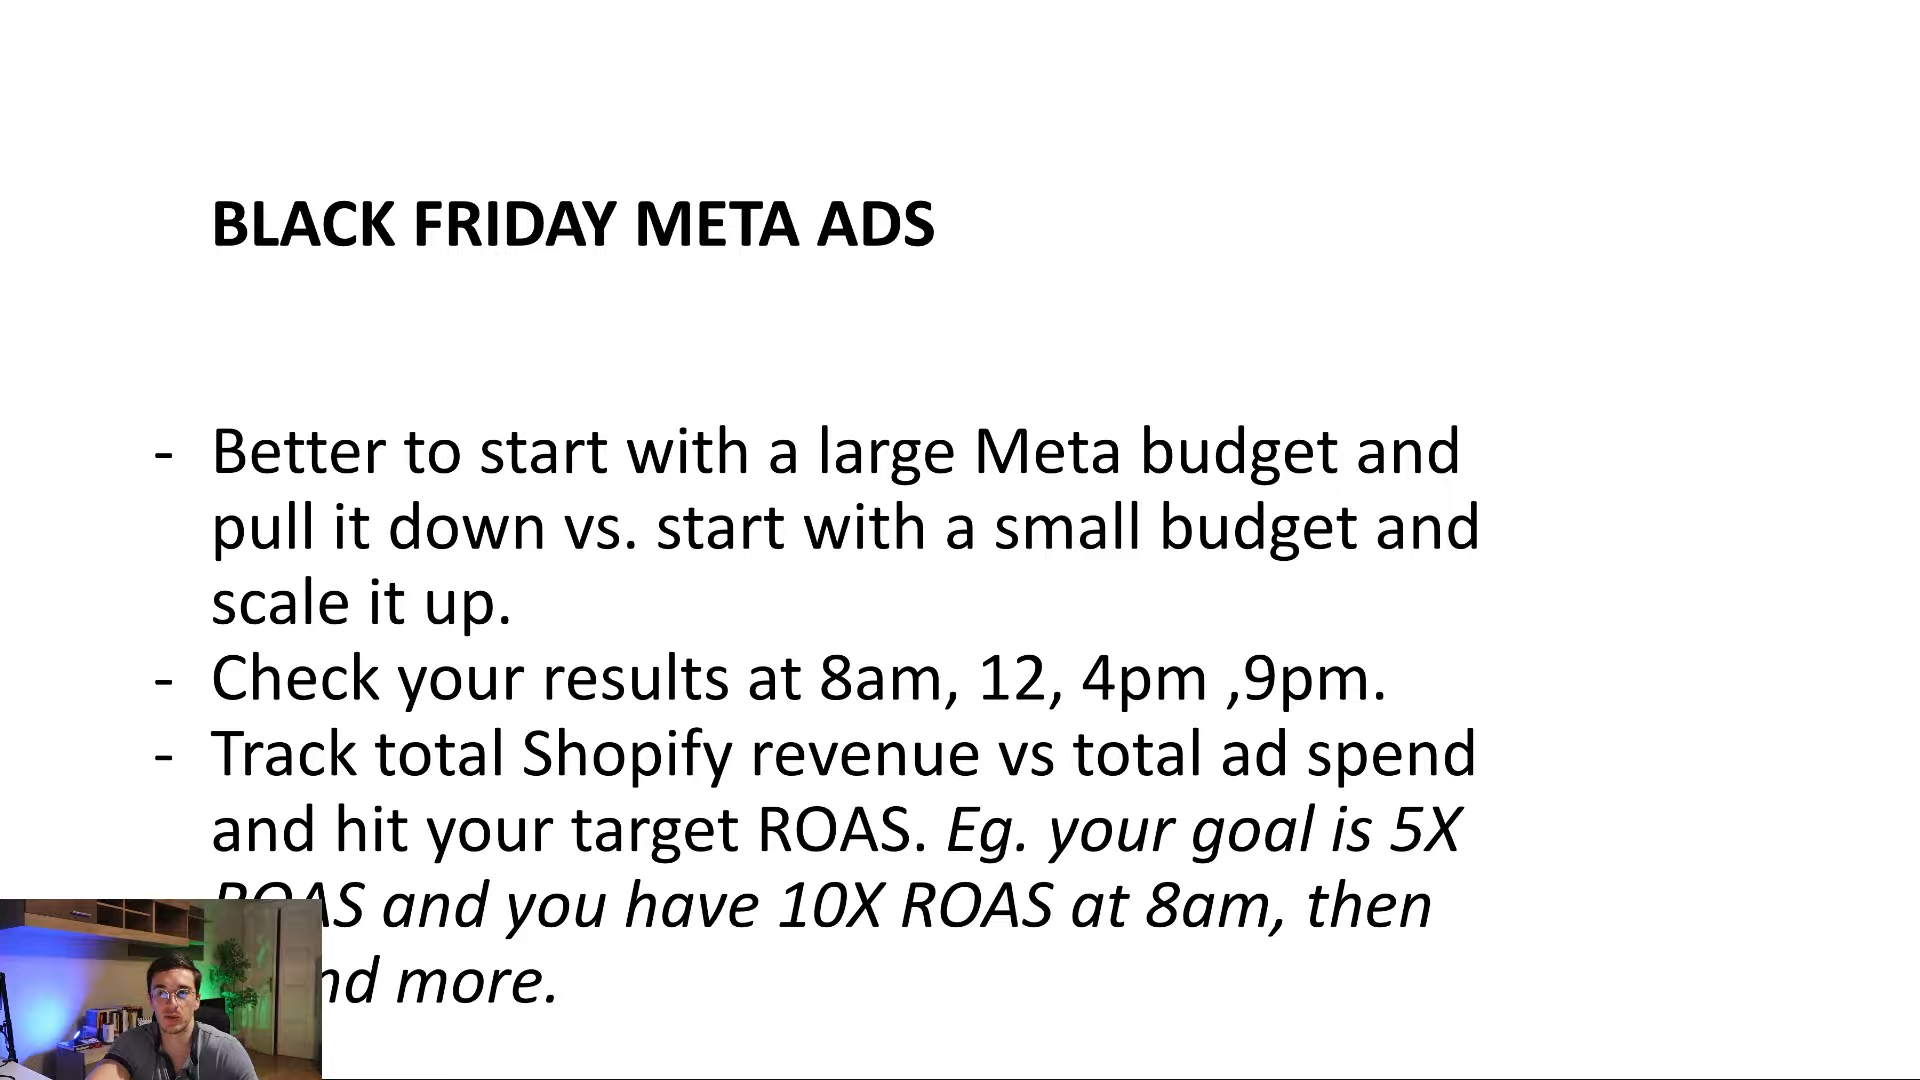 BLACK FRIDAY META ADS
- Better to start with a large Meta budget and
pull it down vs. start with a small budget and
scale it up.
- Check your results at 8am, 12, 4pm ,9pm.
- Track total Shopify revenue vs total ad spend
and hit your target ROAS. Eg. your goal is 5X
ROAS and you have 10X ROAS at 8am, then
more.